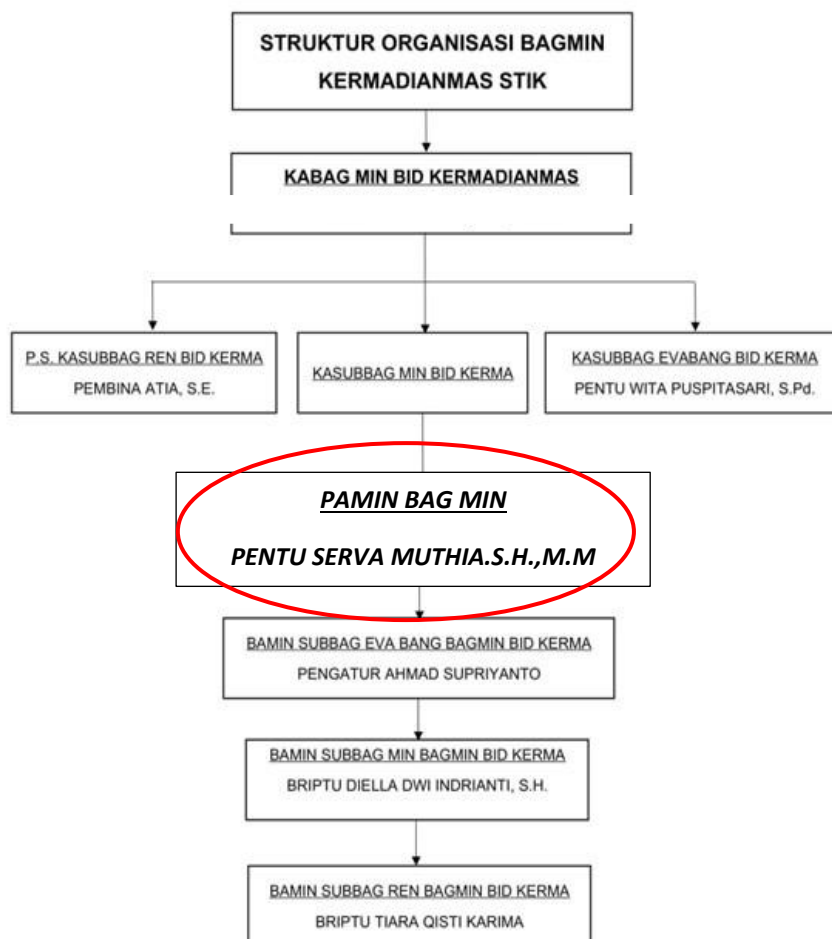 STRUKTUR ORGANISASI BAGMIN
KERMADIANMAS STIK
KABAG MIN BID KERMADIANMAS
P.S. KASUBBAG REN BID KERMA
PEMBINA ATIA, S.E.
KASUBBAG MIN BID KERMA
KASUBBAG EVABANG BID KERMA
PENTU WITA PUSPITASARI, S.Pd.
PAMIN BAG MIN
PENTU SERVA MUTHIA.S.H.,M.M
BAMIN SUBBAG EVA BANG BAGMIN BID KERMA
PENGATUR AHMAD SUPRIYANTO
BAMIN SUBBAG MIN BAGMIN BID KERMA
BRIPTU DIELLA DWI INDRIANTI, S.H.
BAMIN SUBBAG REN BAGMIN BID KERMA
BRIPTU TIARA QISTI KARIMA